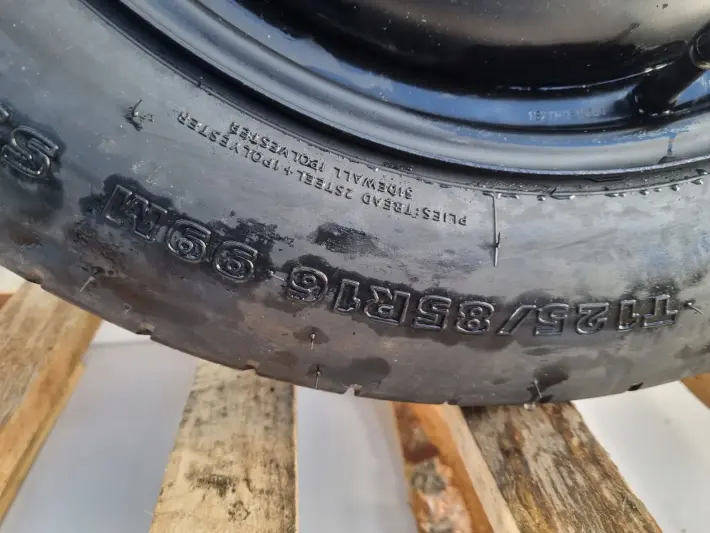 T125/85R16 99M
PLIES:TREAD 2STEEL+1POLYESTER
SIDEWALL 1POLYESTER